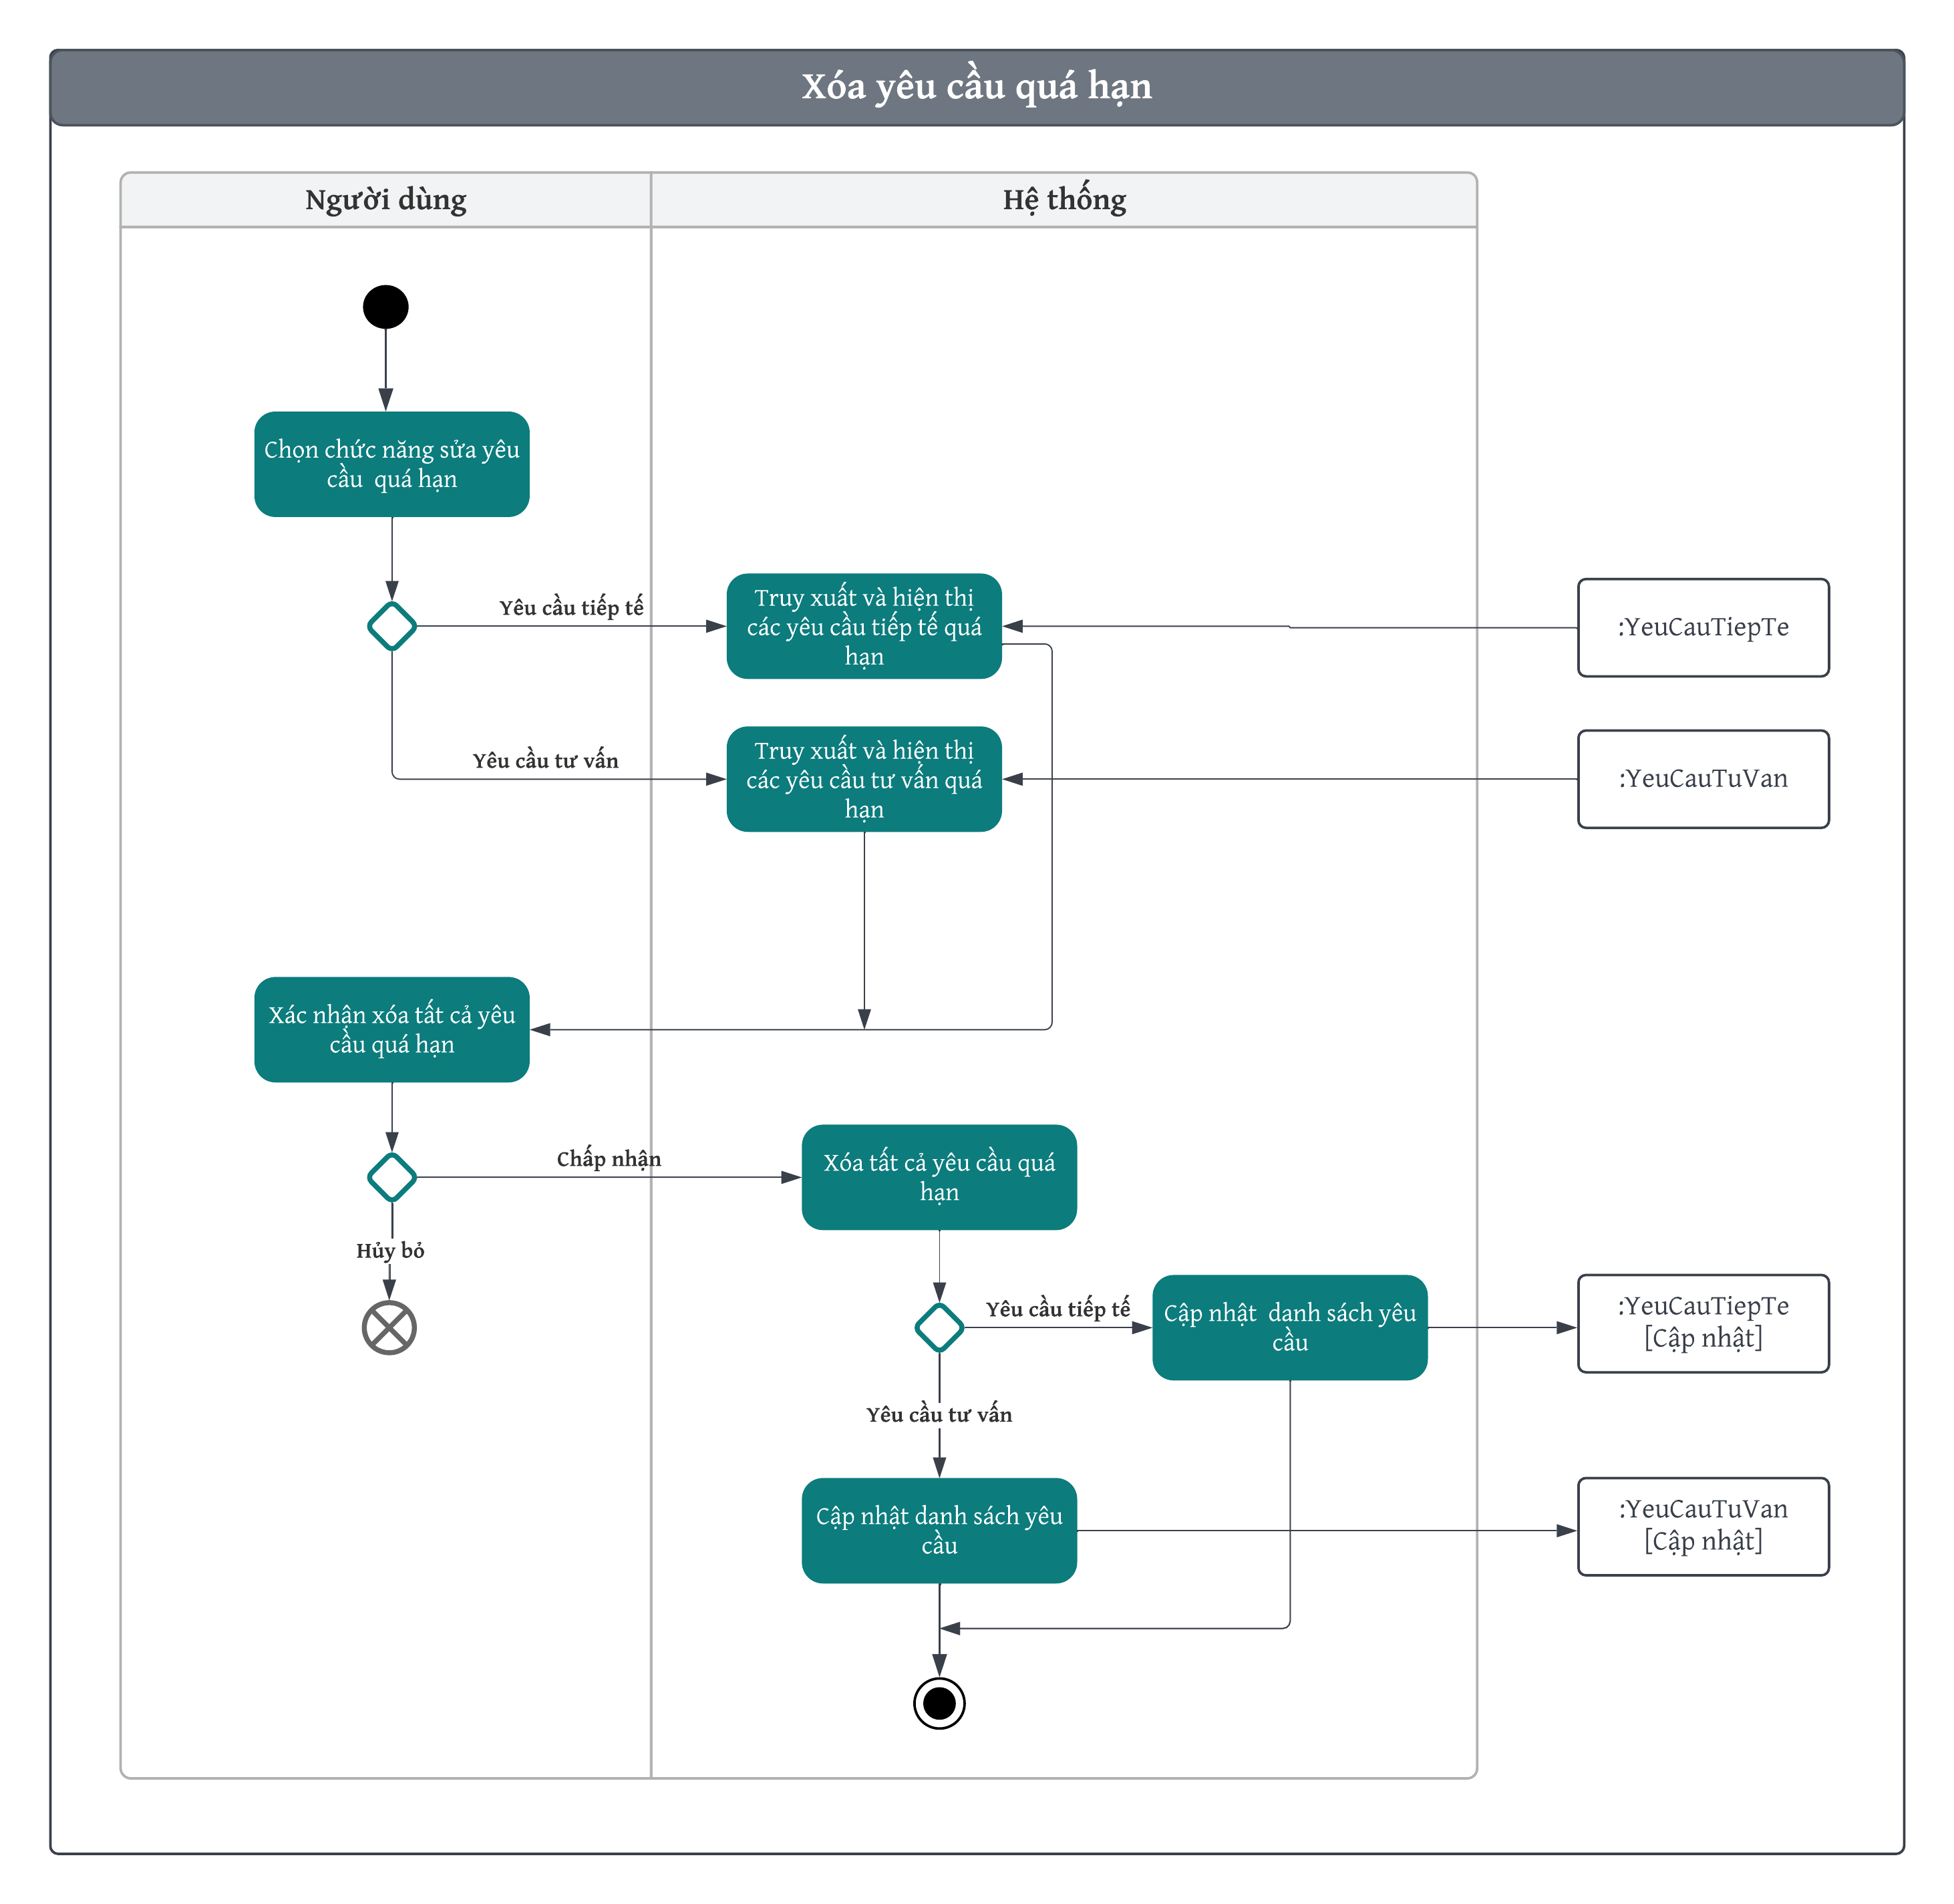 Xóa yêu cầu quá hạn
Người dùng
Hệ thống
Chọn chức năng sửa yêu
cầu  quá hạn
Yêu cầu tiếp tế
Truy xuất và hiện thị
các yêu cầu tiếp tế quá
hạn
:YeuCauTiepTe
Yêu cầu tư vấn
Truy xuất và hiện thị
các yêu cầu tư vấn quá
hạn
:YeuCauTuVan
Xác nhận xóa tất cả yêu
cầu quá hạn
Chấp nhận
Xóa tất cả yêu cầu quá
hạn
Hủy bỏ
Yêu cầu tiếp tế
Cập nhật  danh sách yêu
cầu
:YeuCauTiepTe
[Cập nhật]
Yêu cầu tư vấn
Cập nhật danh sách yêu
cầu
:YeuCauTuVan
[Cập nhật]